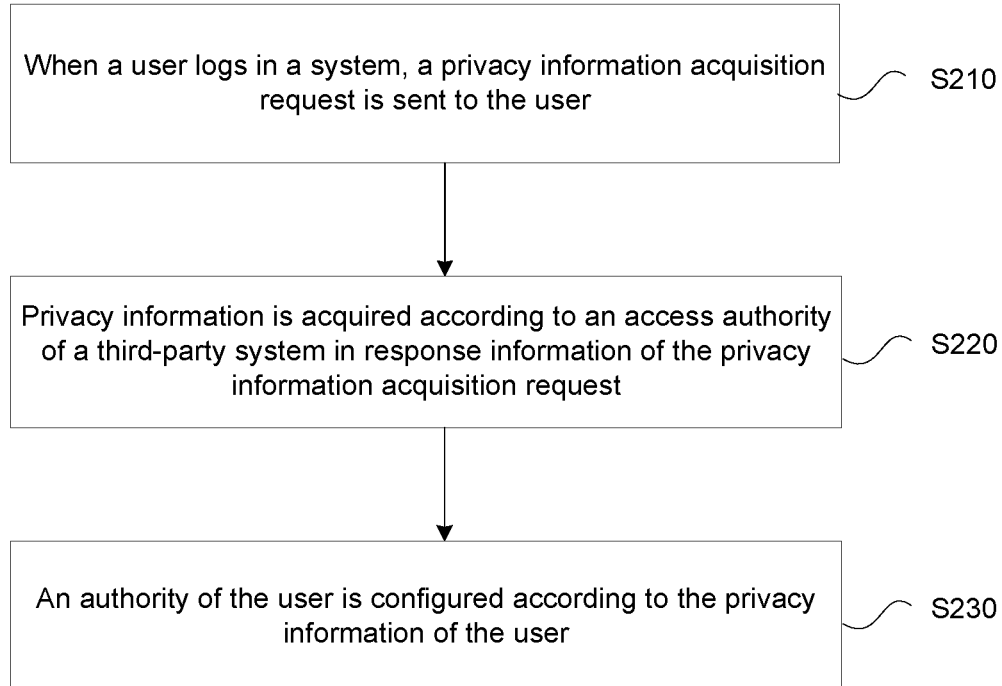 When a user logs in a system, a privacy information acquisition
request is sent to the user
S210
Privacy information is acquired according to an access authority
of a third-party system in response information of the privacy
information acquisition request
S220
An authority of the user is configured according to the privacy
information of the user
S230